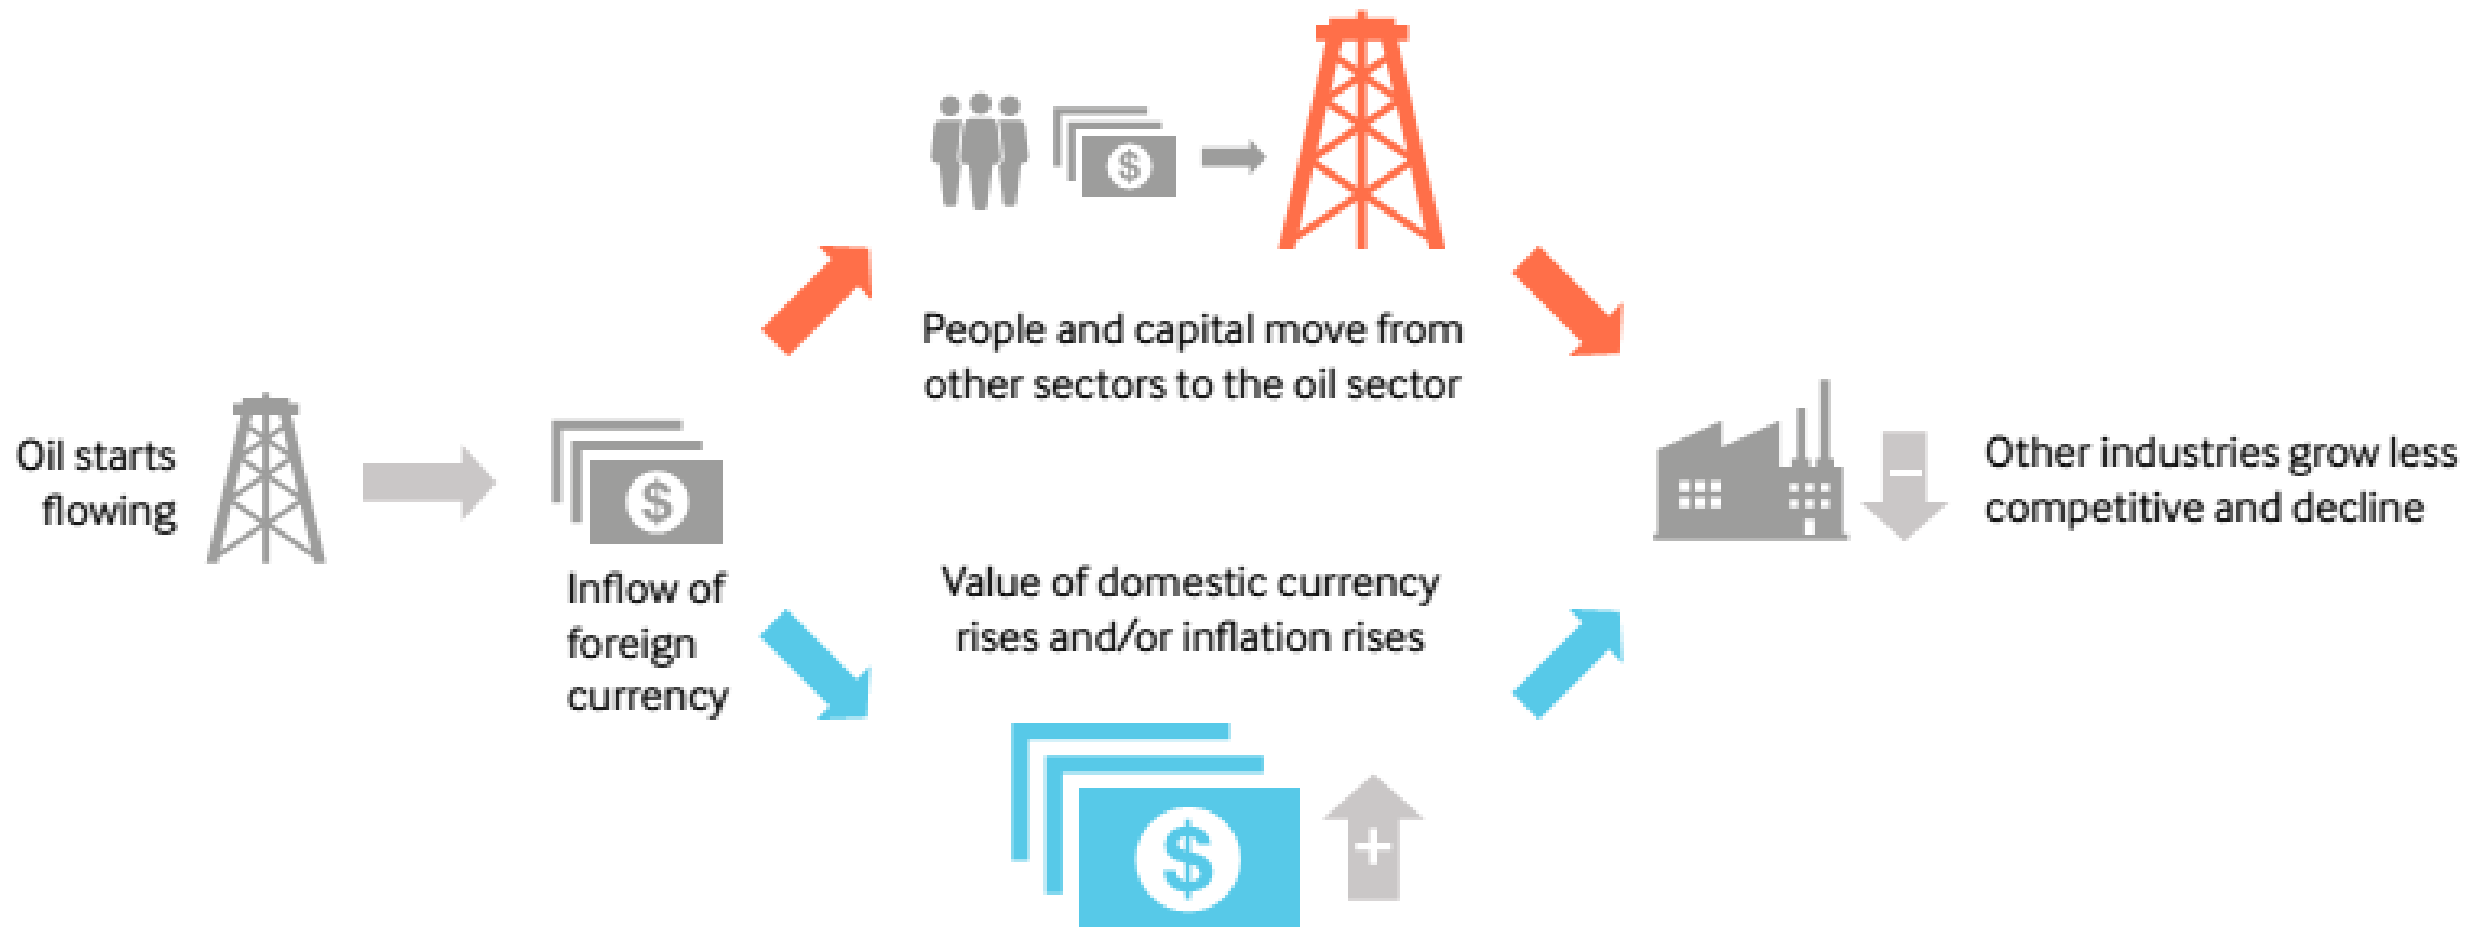 Oil starts
flowing
$
Inflow of
foreign
currency
$
People and capital move from
other sectors to the oil sector
Value of domestic currency
rises and/or inflation rises
$
+
−
Other industries grow less
competitive and decline